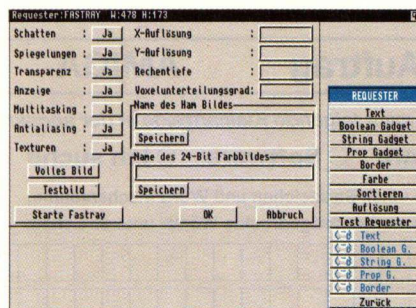 Auftrag
Requester:FASTRAY W:478 H:173
Schatten : Ja
Spiegelungen : Ja
Transparenz : Ja
Anzeige : Ja
Multitasking : Ja
Antialiasing : Ja
Texturen : Ja
Volles Bild
Testbild
Starte Fastray
X-Auflösung :
Y-Auflösung :
Rechentiefe :
Voxelunterteilungsgrad:
Name des Ham Bildes
Speichern
Name des 24-Bit Farbbildes
Speichern
OK
Abbruch
REQUESTER
Text
Boolean Gadget
String Gadget
Prop Gadget
Border
Farbe
Sortieren
Auflösung
Test Requester
Text
Boolean G.
String G.
Prop G.
Border
Zurück